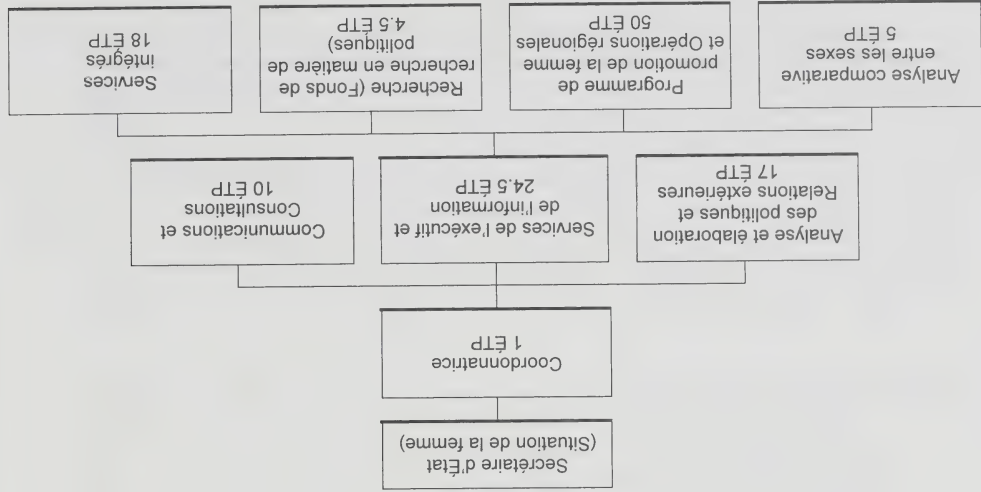 Secrétaire d'État
(Situation de la femme)
Coordonnatrice
1 ÉTP
Analyse et élaboration
des politiques et
Relations extérieures
17 ÉTP
Services de l'exécutif et
de l'information
24.5 ÉTP
Communications et
Consultations
10 ÉTP
Analyse comparative
entre les sexes
5 ÉTP
Programme de
promotion de la femme
et Opérations régionales
50 ÉTP
Recherche (Fonds de
recherche en matière de
politiques)
4.5 ÉTP
Services
intégrés
18 ÉTP